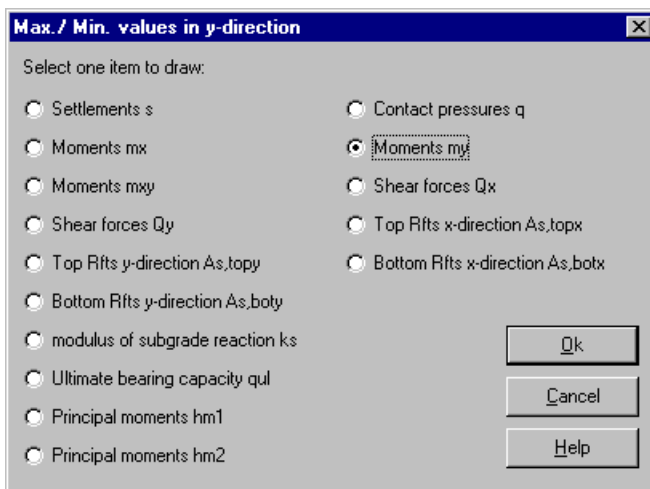 Max./ Min. values in y-direction
Select one item to draw:
Settlements s
Contact pressures q
Moments mx
Moments my
Moments mxy
Shear forces Qx
Shear forces Qy
Top Rfts x-direction As,topx
Top Rfts y-direction As,topy
Bottom Rfts x-direction As,botx
Bottom Rfts y-direction As,boty
modulus of subgrade reaction ks
Ultimate bearing capacity qul
Principal moments hm1
Principal moments hm2
Ok
Cancel
Help